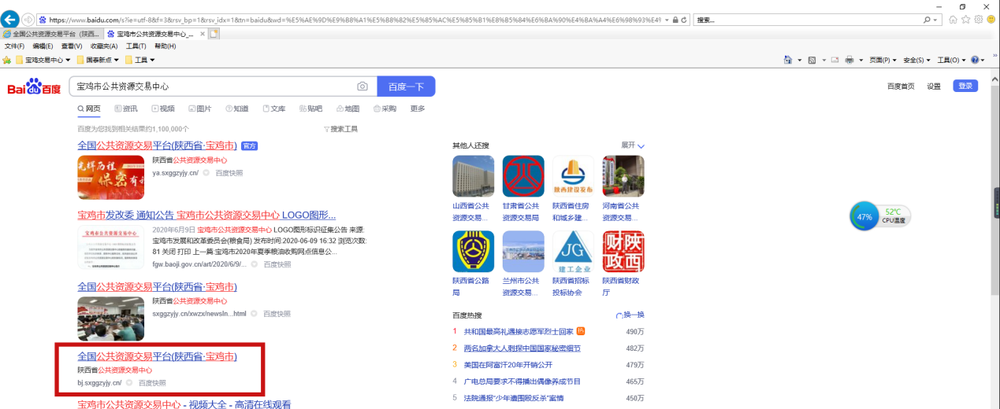 https://www.baidu.com/s?ie=utf-8&f=3&rsv_bp=1&rsv_idx=1&tn=baidu&wd=%E5%AE%9D%E9%B8%A1%E5%B8%82%E5%85%AC%E5%85%B1%E8%B5%84%E6%BA%90%E4%BA%A4%E6%98%93%E4% 搜索...
全国公共资源交易平台（陕西... 宝鸡市公共资源交易中心_... ×
文件(F) 编辑(E) 查看(V) 收藏夹(A) 工具(T) 帮助(H)
宝鸡交易中心 国泰新点 工具 页面(P) 安全(S) 工具(O)
Bai du 百度 宝鸡市公共资源交易中心 百度一下 百度首页 设置 登录
网页 资讯 视频 图片 知道 文库 贴吧 地图 采购 更多
百度为您找到相关结果约1,100,000个 搜索工具
全国公共资源交易平台(陕西省·宝鸡市) 官方
光辉历程
保密有
陕西省公共资源交易中心
ya.sxggzyjy.cn/ 百度快照
宝鸡市发改委 通知公告 宝鸡市公共资源交易中心 LOGO图形...
宝鸡市公共资源交易中心
2020年6月9日 宝鸡市公共资源交易中心 LOGO图形标识征集公告 来源:
宝鸡市发展和改革委员会(粮食局) 发布时间:2020-06-09 16:32 浏览次数:
81 关闭 打印 上一篇:宝鸡市2020年夏季粮油收购网点信息公...
fgw.baoji.gov.cn/art/2020/6/9/... 百度快照
全国公共资源交易平台(陕西省·宝鸡市)
陕西省公共资源交易中心
sxggzyjy.cn/xwzx/newsln...html 百度快照
全国公共资源交易平台(陕西省·宝鸡市)
陕西省公共资源交易中心
bj.sxggzyjy.cn/ 百度快照
宝鸡市公共资源交易中心 - 视频大全 - 高清在线观看
其他人还搜 展开
陕西建设发布
山西省公共 甘肃省公共 陕西省住房 河南省公共
资源交易... 资源交易局 和城乡建... 资源交易...
JG
建工企业
财陕
政西
陕西省公路 兰州市公共 陕西省招标 陕西省财政
局 资源交易... 投标协会 厅
百度热搜 换一换
1 共和国最高礼遇接志愿军烈士回家 热 490万
2 两名加拿大人刺探中国国家秘密细节 482万
3 美国在阿富汗20年开销公开 479万
4 广电总局要求不得播出偶像养成节目 465万
5 法院通报“少年遭围殴反杀”案情 450万
47% 52℃
CPU温度